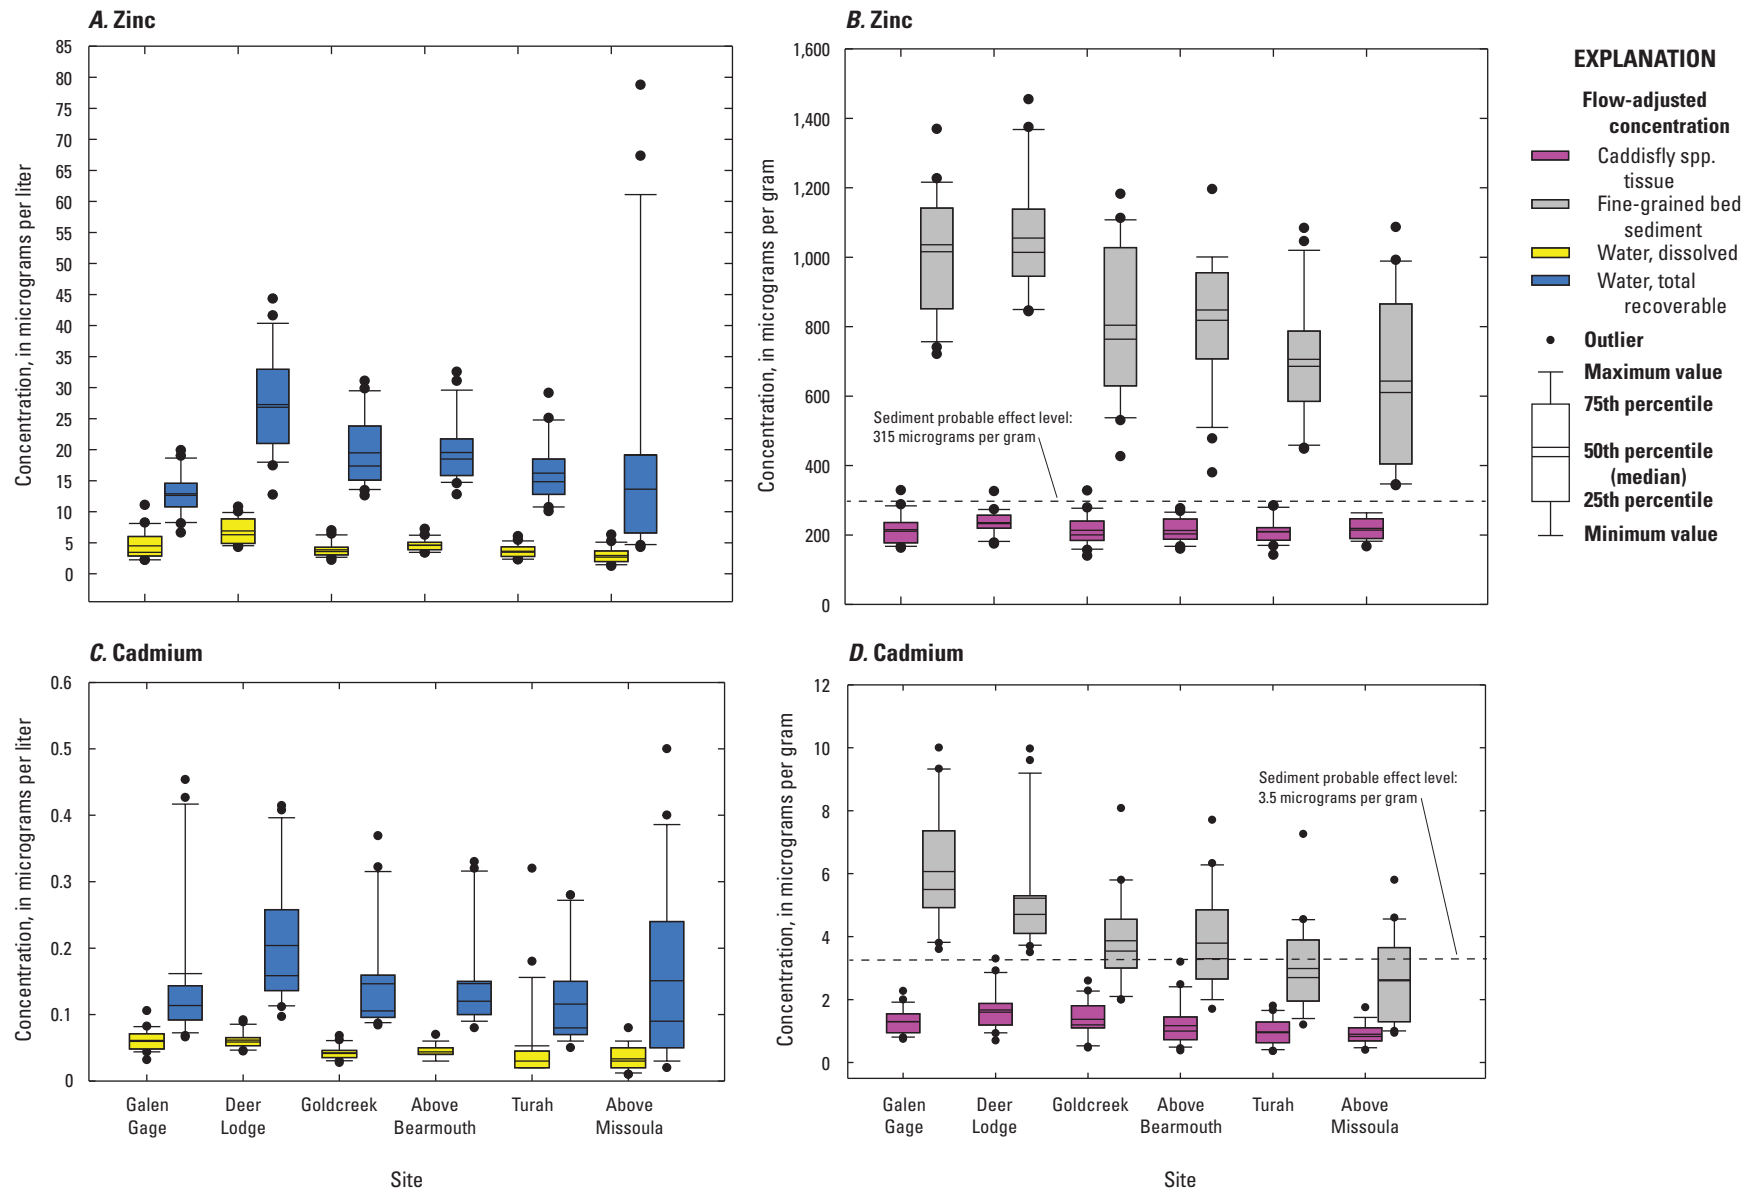 A. Zinc
85
80
75
70
65
60
55
50
45
40
35
30
25
20
15
10
5
0
Concentration, in micrograms per liter
B. Zinc
1,600
1,400
1,200
1,000
800
600
400
200
0
Concentration, in micrograms per gram
Sediment probable effect level:
315 micrograms per gram
EXPLANATION
Flow-adjusted
concentration
Caddisfly spp.
tissue
Fine-grained bed
sediment
Water, dissolved
Water, total
recoverable
Outlier
Maximum value
75th percentile
50th percentile
(median)
25th percentile
Minimum value
C. Cadmium
0.6
0.5
0.4
0.3
0.2
0.1
0
Concentration, in micrograms per liter
Galen
Gage
Deer
Lodge
Goldcreek
Above
Bearmouth
Turah
Above
Missoula
Site
D. Cadmium
12
10
8
6
4
2
0
Concentration, in micrograms per gram
Sediment probable effect level:
3.5 micrograms per gram
Galen
Gage
Deer
Lodge
Goldcreek
Above
Bearmouth
Turah
Above
Missoula
Site